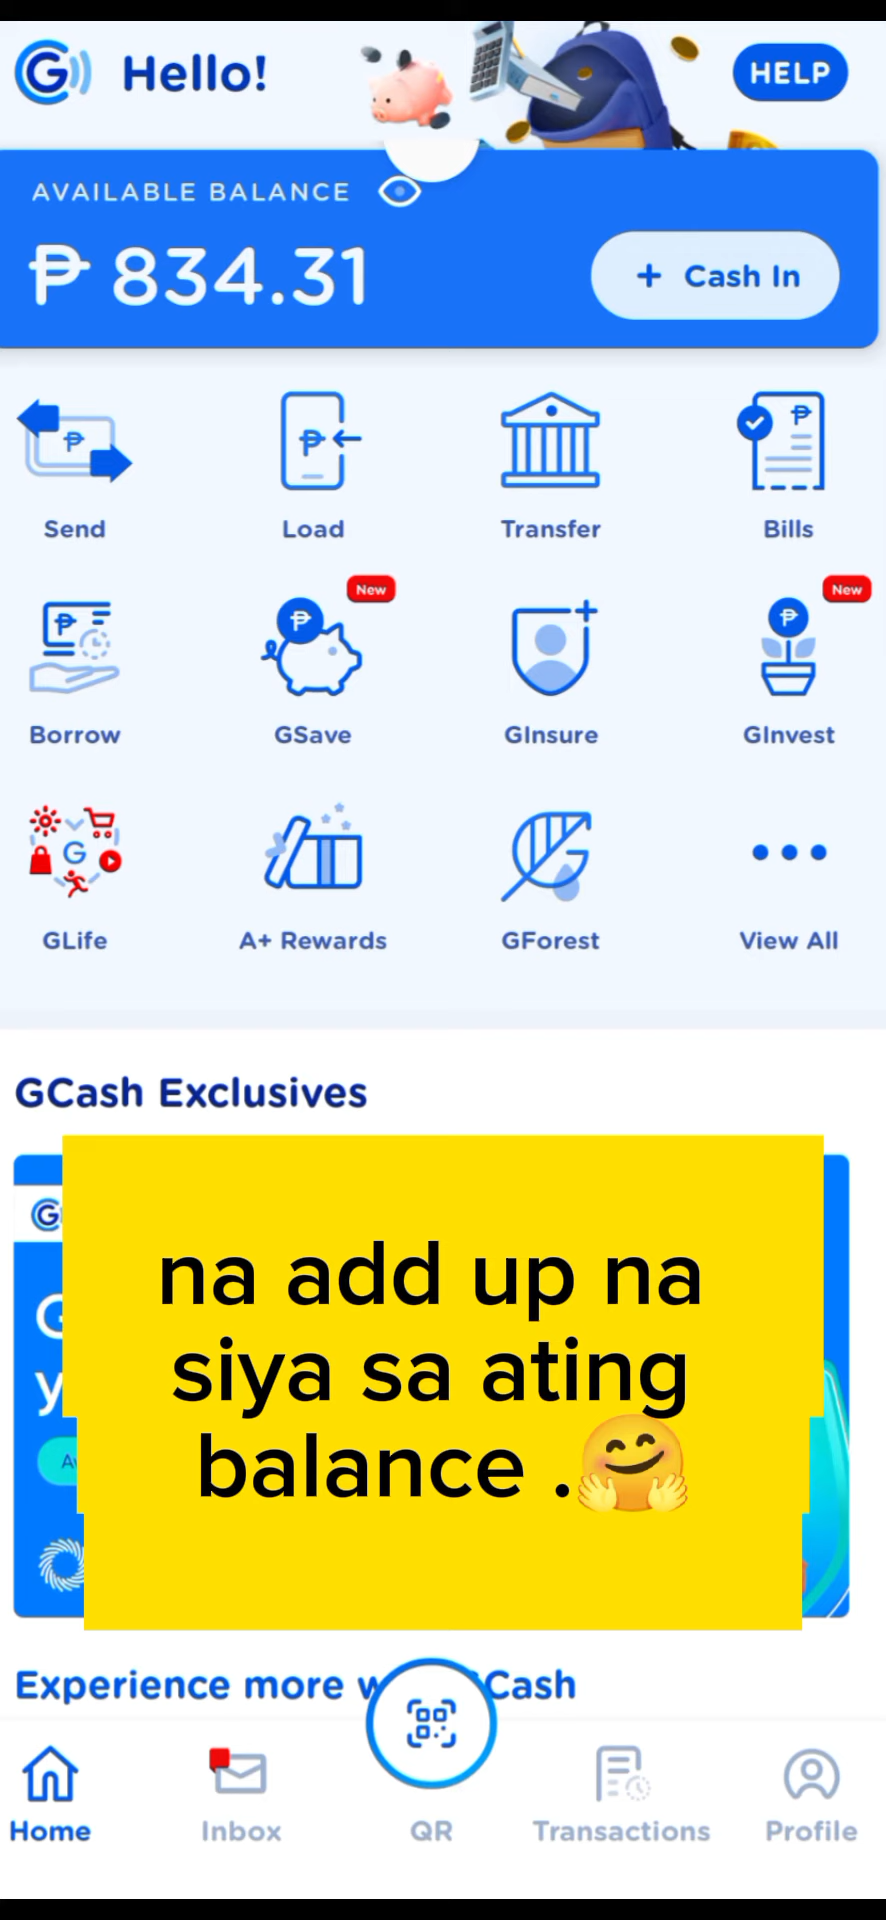 Hello!
HELP
AVAILABLE BALANCE
₱ 834.31
+ Cash In
Send
Load
Transfer
Bills
New
New
Borrow
GSave
GInsure
GInvest
GLife
A+ Rewards
GForest
View All
GCash Exclusives
na add up na
siya sa ating
balance .🤗
Experience more Cash
Home
Inbox
QR
Transactions
Profile